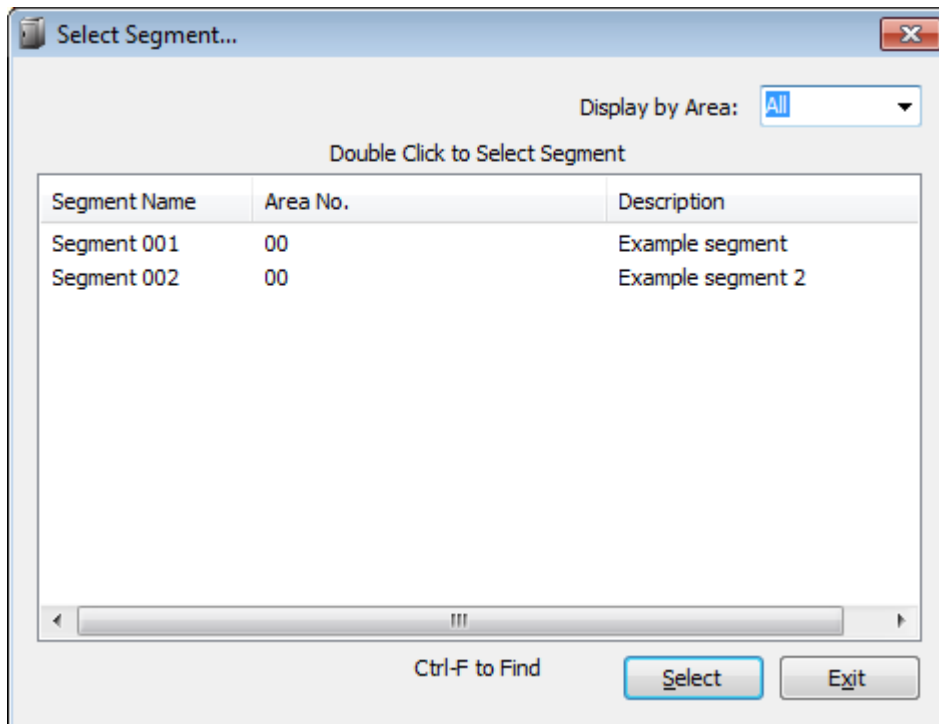 Select Segment...
Display by Area: All
Double Click to Select Segment
Segment Name Area No. Description
Segment 001 00 Example segment
Segment 002 00 Example segment 2
Ctrl-F to Find Select Exit